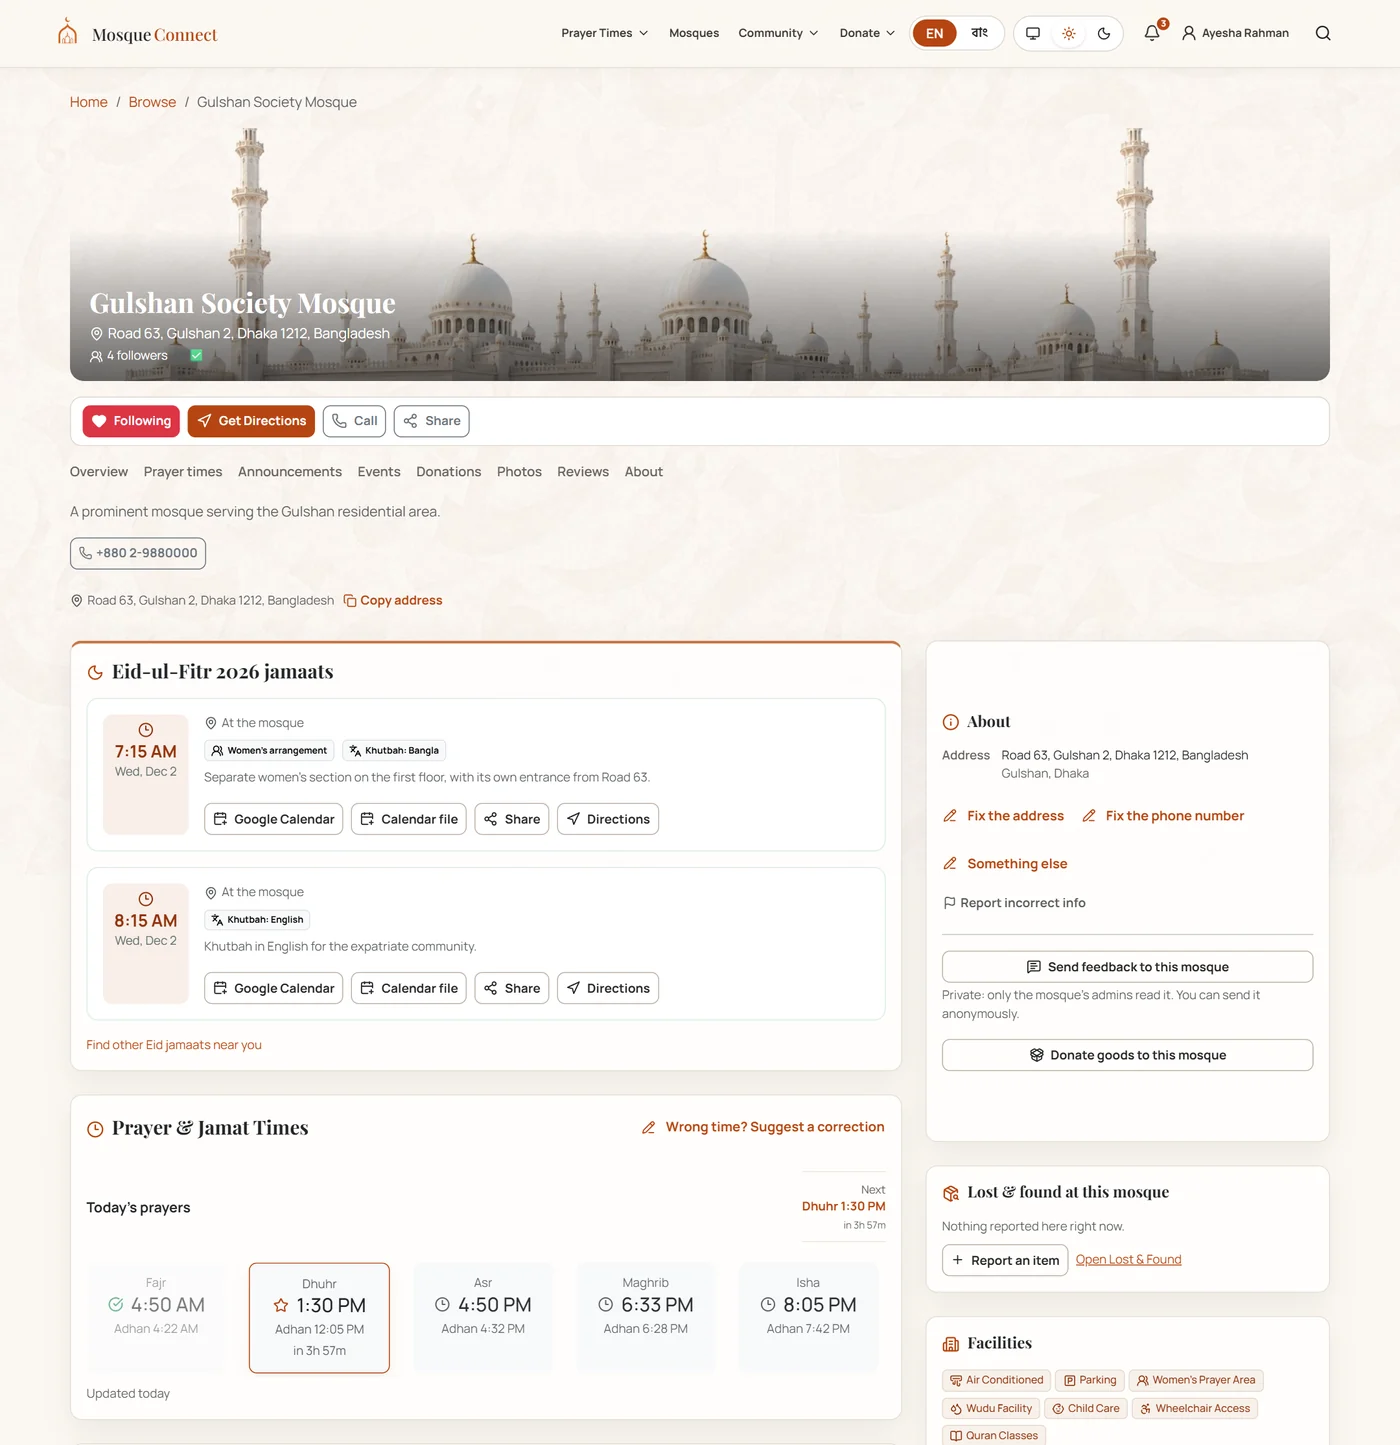 Mosque Connect
Prayer Times Mosques Community Donate EN বাং 3 Ayesha Rahman
Home / Browse / Gulshan Society Mosque
Gulshan Society Mosque
Road 63, Gulshan 2, Dhaka 1212, Bangladesh
4 followers
Following Get Directions Call Share
Overview Prayer times Announcements Events Donations Photos Reviews About
A prominent mosque serving the Gulshan residential area.
+880 2-9880000
Road 63, Gulshan 2, Dhaka 1212, Bangladesh Copy address
Eid-ul-Fitr 2026 jamaats
7:15 AM
Wed, Dec 2
At the mosque
Women's arrangement Khutbah: Bangla
Separate women's section on the first floor, with its own entrance from Road 63.
Google Calendar Calendar file Share Directions
8:15 AM
Wed, Dec 2
At the mosque
Khutbah: English
Khutbah in English for the expatriate community.
Google Calendar Calendar file Share Directions
Find other Eid jamaats near you
Prayer & Jamat Times Wrong time? Suggest a correction
Today's prayers
Next
Dhuhr 1:30 PM
in 3h 57m
Fajr
4:50 AM
Adhan 4:22 AM
Dhuhr
1:30 PM
Adhan 12:05 PM
in 3h 57m
Asr
4:50 PM
Adhan 4:32 PM
Maghrib
6:33 PM
Adhan 6:28 PM
Isha
8:05 PM
Adhan 7:42 PM
Updated today
About
Address Road 63, Gulshan 2, Dhaka 1212, Bangladesh
Gulshan, Dhaka
Fix the address Fix the phone number
Something else
Report incorrect info
Send feedback to this mosque
Private: only the mosque's admins read it. You can send it
anonymously.
Donate goods to this mosque
Lost & found at this mosque
Nothing reported here right now.
Report an item Open Lost & Found
Facilities
Air Conditioned Parking Women's Prayer Area
Wudu Facility Child Care Wheelchair Access
Quran Classes